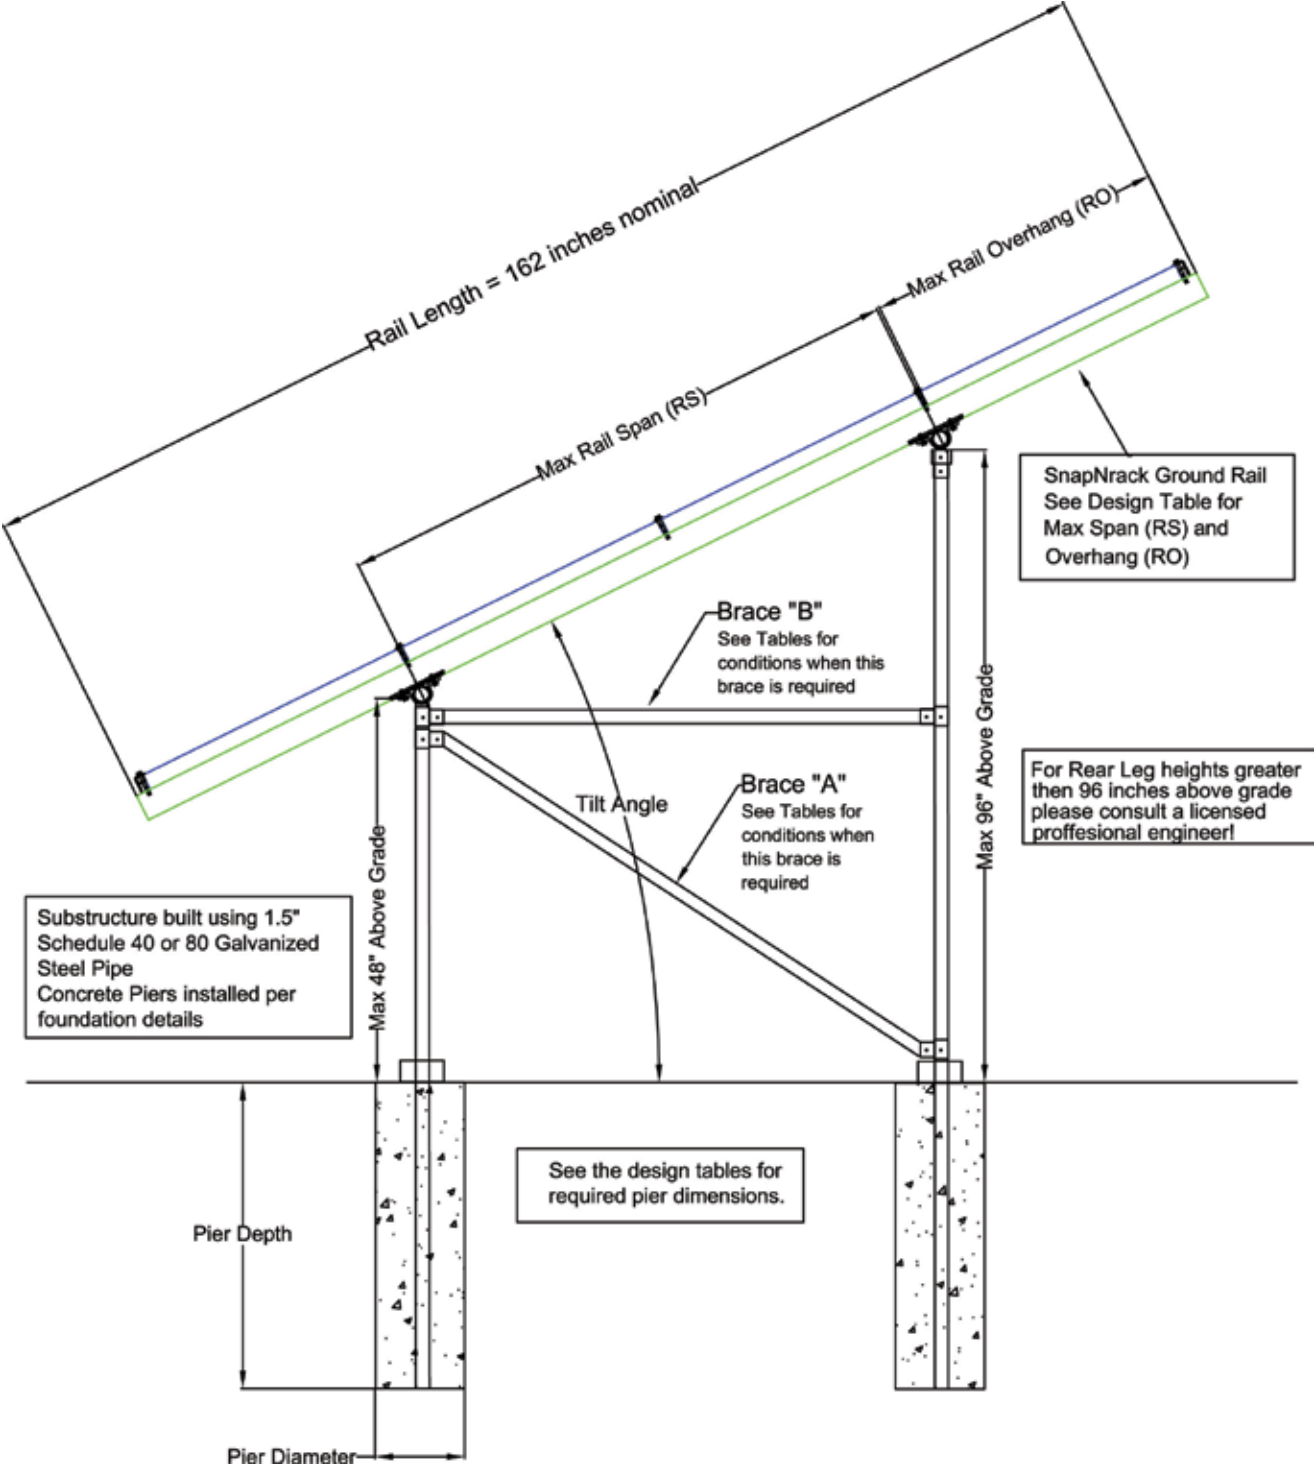 Rail Length = 162 inches nominal
Max Rail Overhang (RO)
Max Rail Span (RS)
SnapNrack Ground Rail
See Design Table for
Max Span (RS) and
Overhang (RO)
Brace "B"
See Tables for
conditions when this
brace is required
Max 96" Above Grade
For Rear Leg heights greater
then 96 inches above grade
please consult a licensed
proffesional engineer!
Tilt Angle
Brace "A"
See Tables for
conditions when
this brace is
required
Max 48" Above Grade
Substructure built using 1.5"
Schedule 40 or 80 Galvanized
Steel Pipe
Concrete Piers installed per
foundation details
See the design tables for
required pier dimensions.
Pier Depth
Pier Diameter